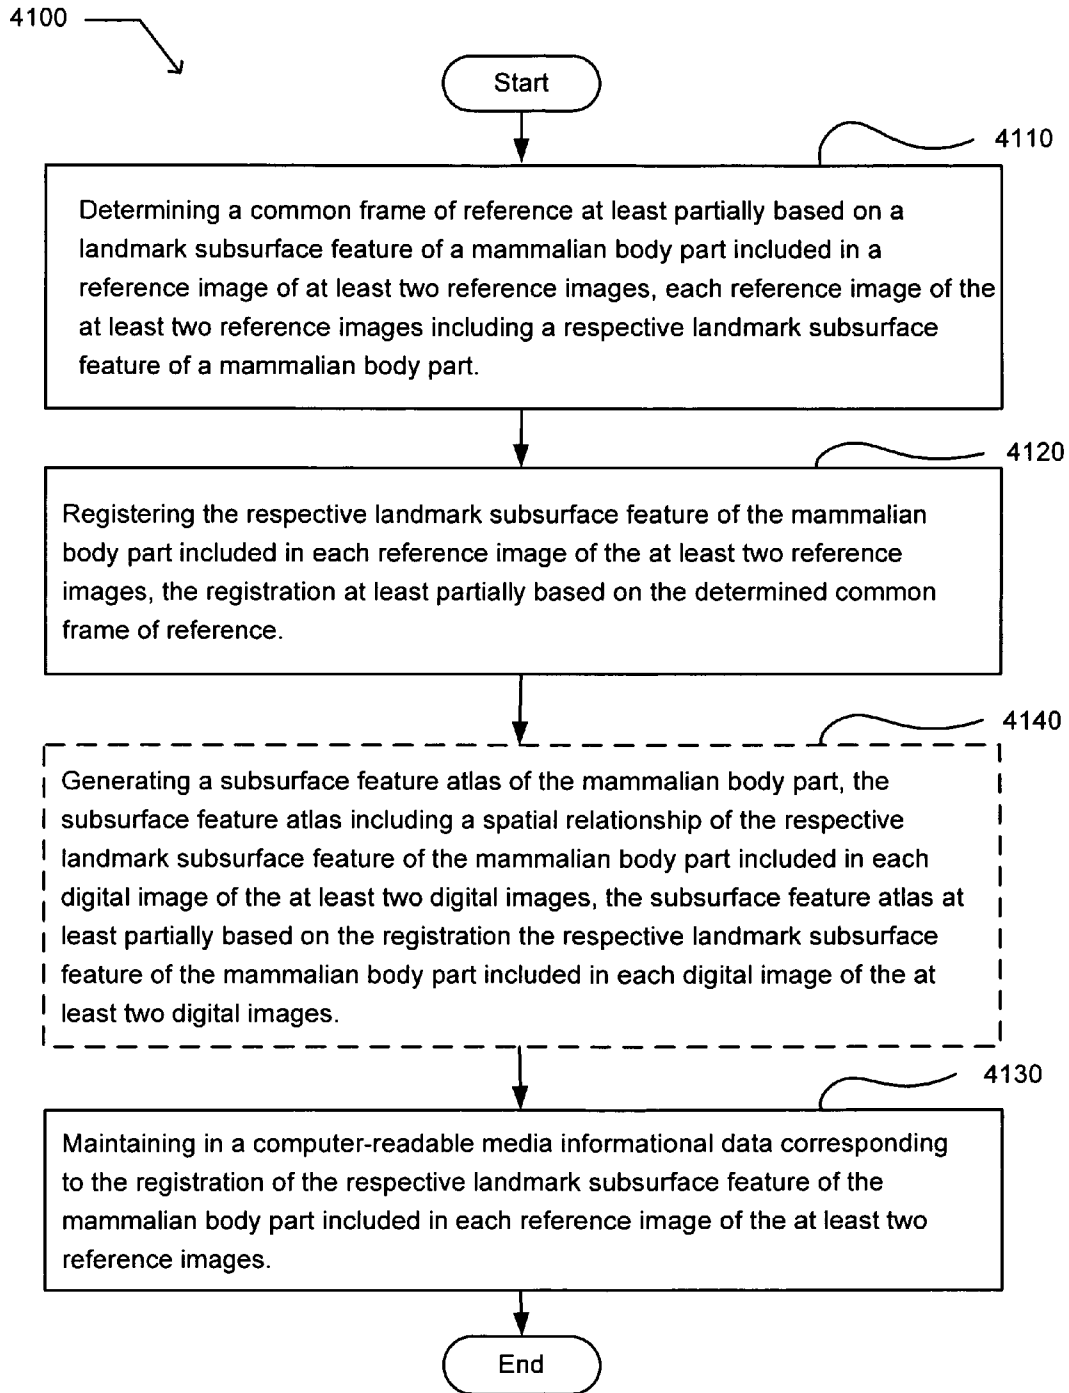 4100
Start
4110
Determining a common frame of reference at least partially based on a
landmark subsurface feature of a mammalian body part included in a
reference image of at least two reference images, each reference image of the
at least two reference images including a respective landmark subsurface
feature of a mammalian body part.
4120
Registering the respective landmark subsurface feature of the mammalian
body part included in each reference image of the at least two reference
images, the registration at least partially based on the determined common
frame of reference.
4140
Generating a subsurface feature atlas of the mammalian body part, the
subsurface feature atlas including a spatial relationship of the respective
landmark subsurface feature of the mammalian body part included in each
digital image of the at least two digital images, the subsurface feature atlas at
least partially based on the registration the respective landmark subsurface
feature of the mammalian body part included in each digital image of the at
least two digital images.
4130
Maintaining in a computer-readable media informational data corresponding
to the registration of the respective landmark subsurface feature of the
mammalian body part included in each reference image of the at least two
reference images.
End